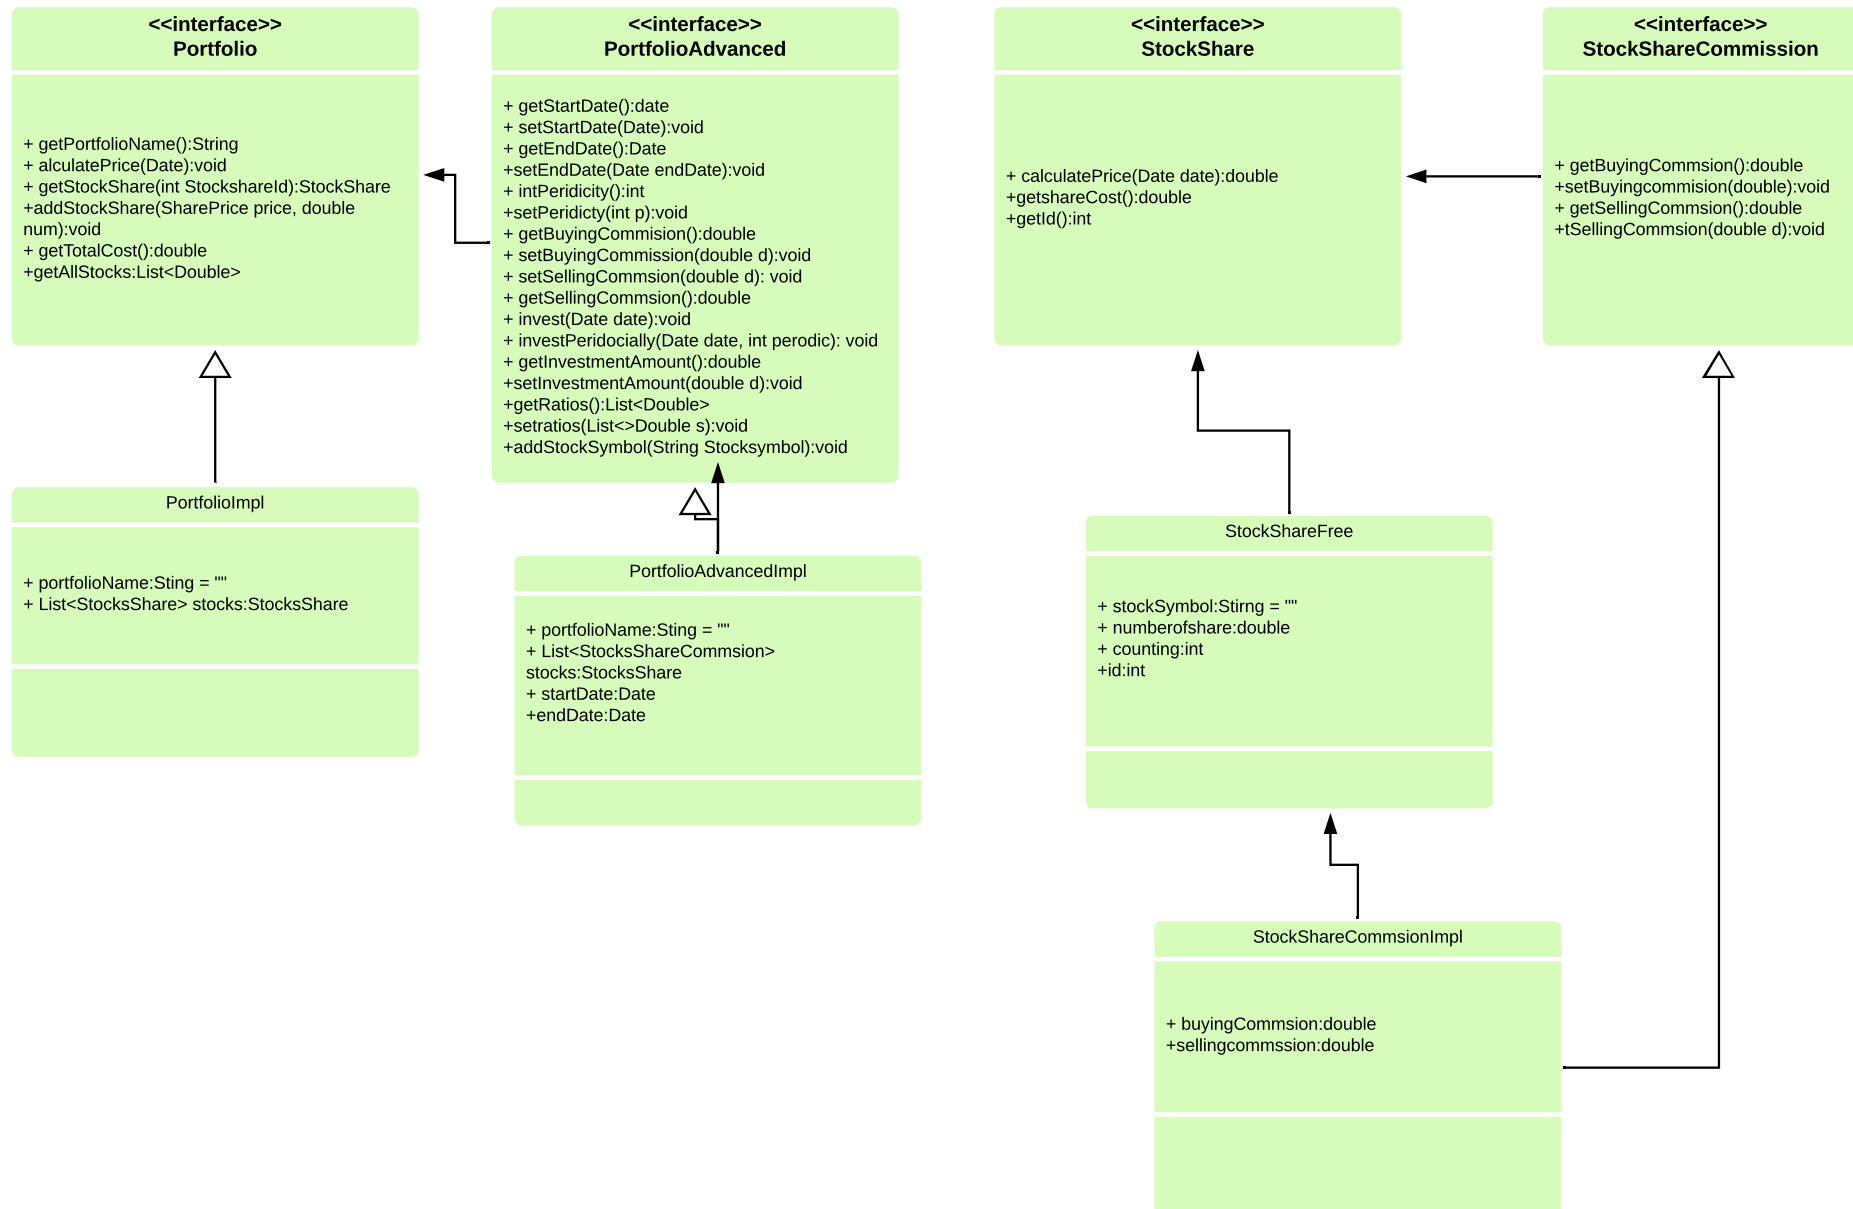 <<interface>>
Portfolio
+ getPortfolioName():String
+ alculatePrice(Date):void
+ getStockShare(int StockshareId):StockShare
+addStockShare(SharePrice price, double
num):void
+ getTotalCost():double
+getAllStocks:List<Double>
<<interface>>
PortfolioAdvanced
+ getStartDate():date
+ setStartDate(Date):void
+ getEndDate():Date
+setEndDate(Date endDate):void
+ intPeridicity():int
+setPeridicty(int p):void
+ getBuyingCommision():double
+ setBuyingCommission(double d):void
+ setSellingCommsion(double d): void
+ getSellingCommsion():double
+ invest(Date date):void
+ investPeridocially(Date date, int perodic): void
+ getInvestmentAmount():double
+setInvestmentAmount(double d):void
+getRatios():List<Double>
+setratios(List<>Double s):void
+addStockSymbol(String Stocksymbol):void
<<interface>>
StockShare
+ calculatePrice(Date date):double
+getshareCost():double
+getId():int
<<interface>>
StockShareCommission
+ getBuyingCommsion():double
+setBuyingcommision(double):void
+ getSellingCommsion():double
+tSellingCommsion(double d):void
PortfolioImpl
+ portfolioName:Sting = ""
+ List<StocksShare> stocks:StocksShare
PortfolioAdvancedImpl
+ portfolioName:Sting = ""
+ List<StocksShareCommsion>
stocks:StocksShare
+ startDate:Date
+endDate:Date
StockShareFree
+ stockSymbol:Stirng = ""
+ numberofshare:double
+ counting:int
+id:int
StockShareCommsionImpl
+ buyingCommsion:double
+sellingcommssion:double